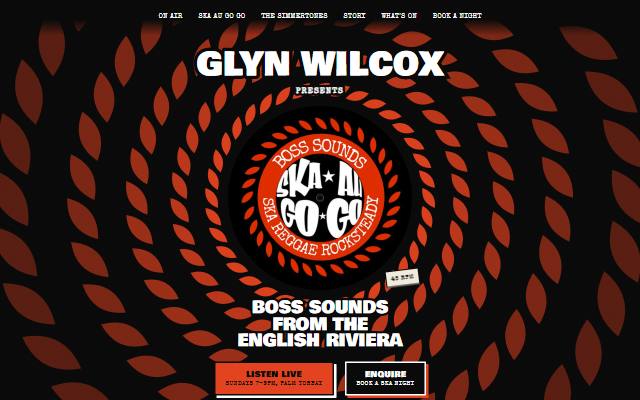 ON AIR SKA AU GO GO THE SIMMERTONES STORY WHAT'S ON BOOK A NIGHT
GLYN WILCOX
PRESENTS
BOSS SOUNDS
SKA ★ AU
GO ★ GO
SKA REGGAE ROCKSTEADY
45 RPM
BOSS SOUNDS
FROM THE
ENGLISH RIVIERA
LISTEN LIVE
SUNDAYS 7–9PM, PALM TORBAY
ENQUIRE
BOOK A SKA NIGHT